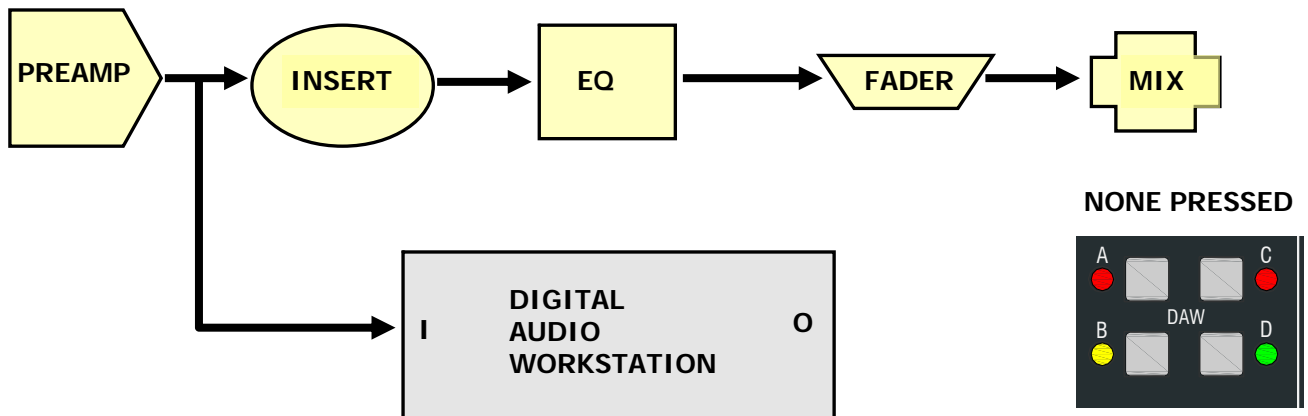 PREAMP
INSERT
EQ
FADER
MIX
NONE PRESSED
A
C
DAW
B
D
I
DIGITAL
AUDIO
WORKSTATION
O